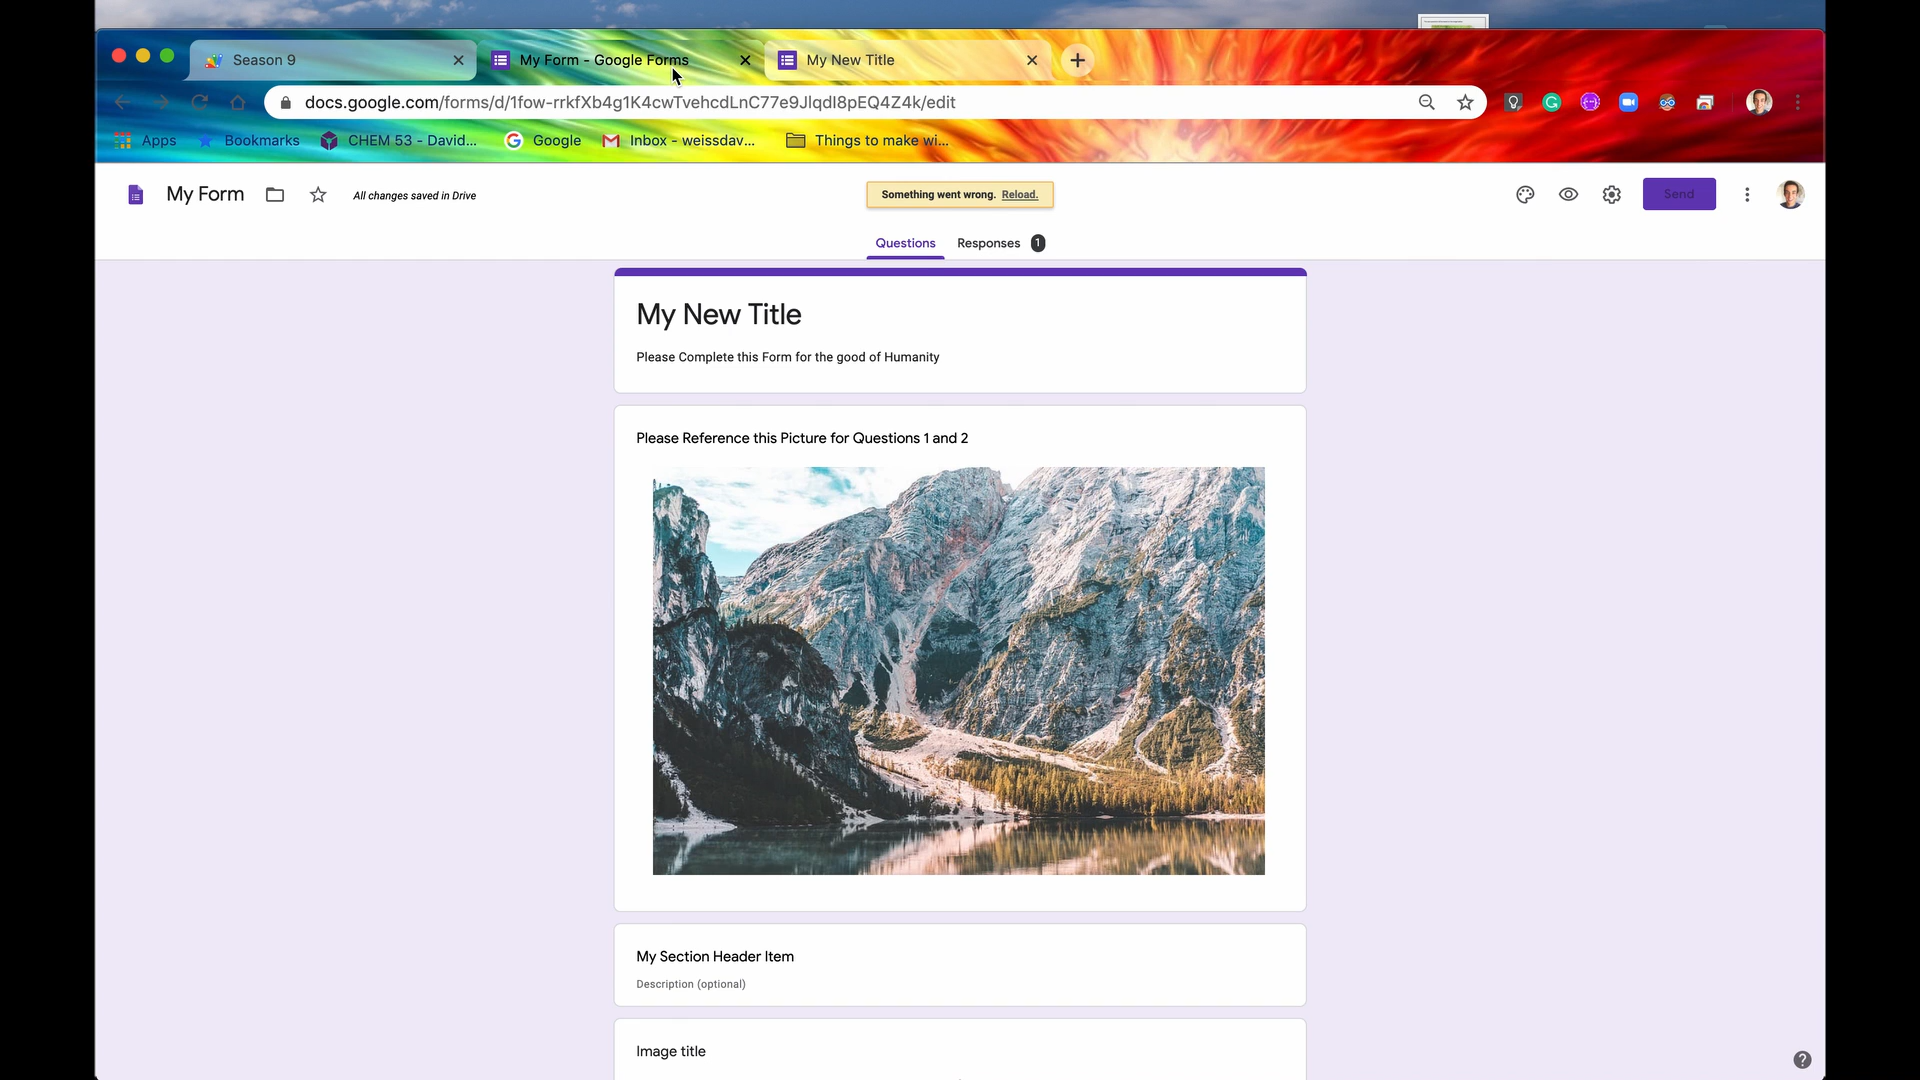 Season 9
My Form - Google Forms
My New Title
docs.google.com/forms/d/1fow-rrkfXb4g1K4cwTvehcdLnC77e9JlqdI8pEQ4Z4k/edit
Apps
Bookmarks
CHEM 53 - David...
Google
Inbox - weissdav...
Things to make wi...
My Form
All changes saved in Drive
Something went wrong. Reload.
Send
Questions
Responses 1
My New Title
Please Complete this Form for the good of Humanity
Please Reference this Picture for Questions 1 and 2
My Section Header Item
Description (optional)
Image title